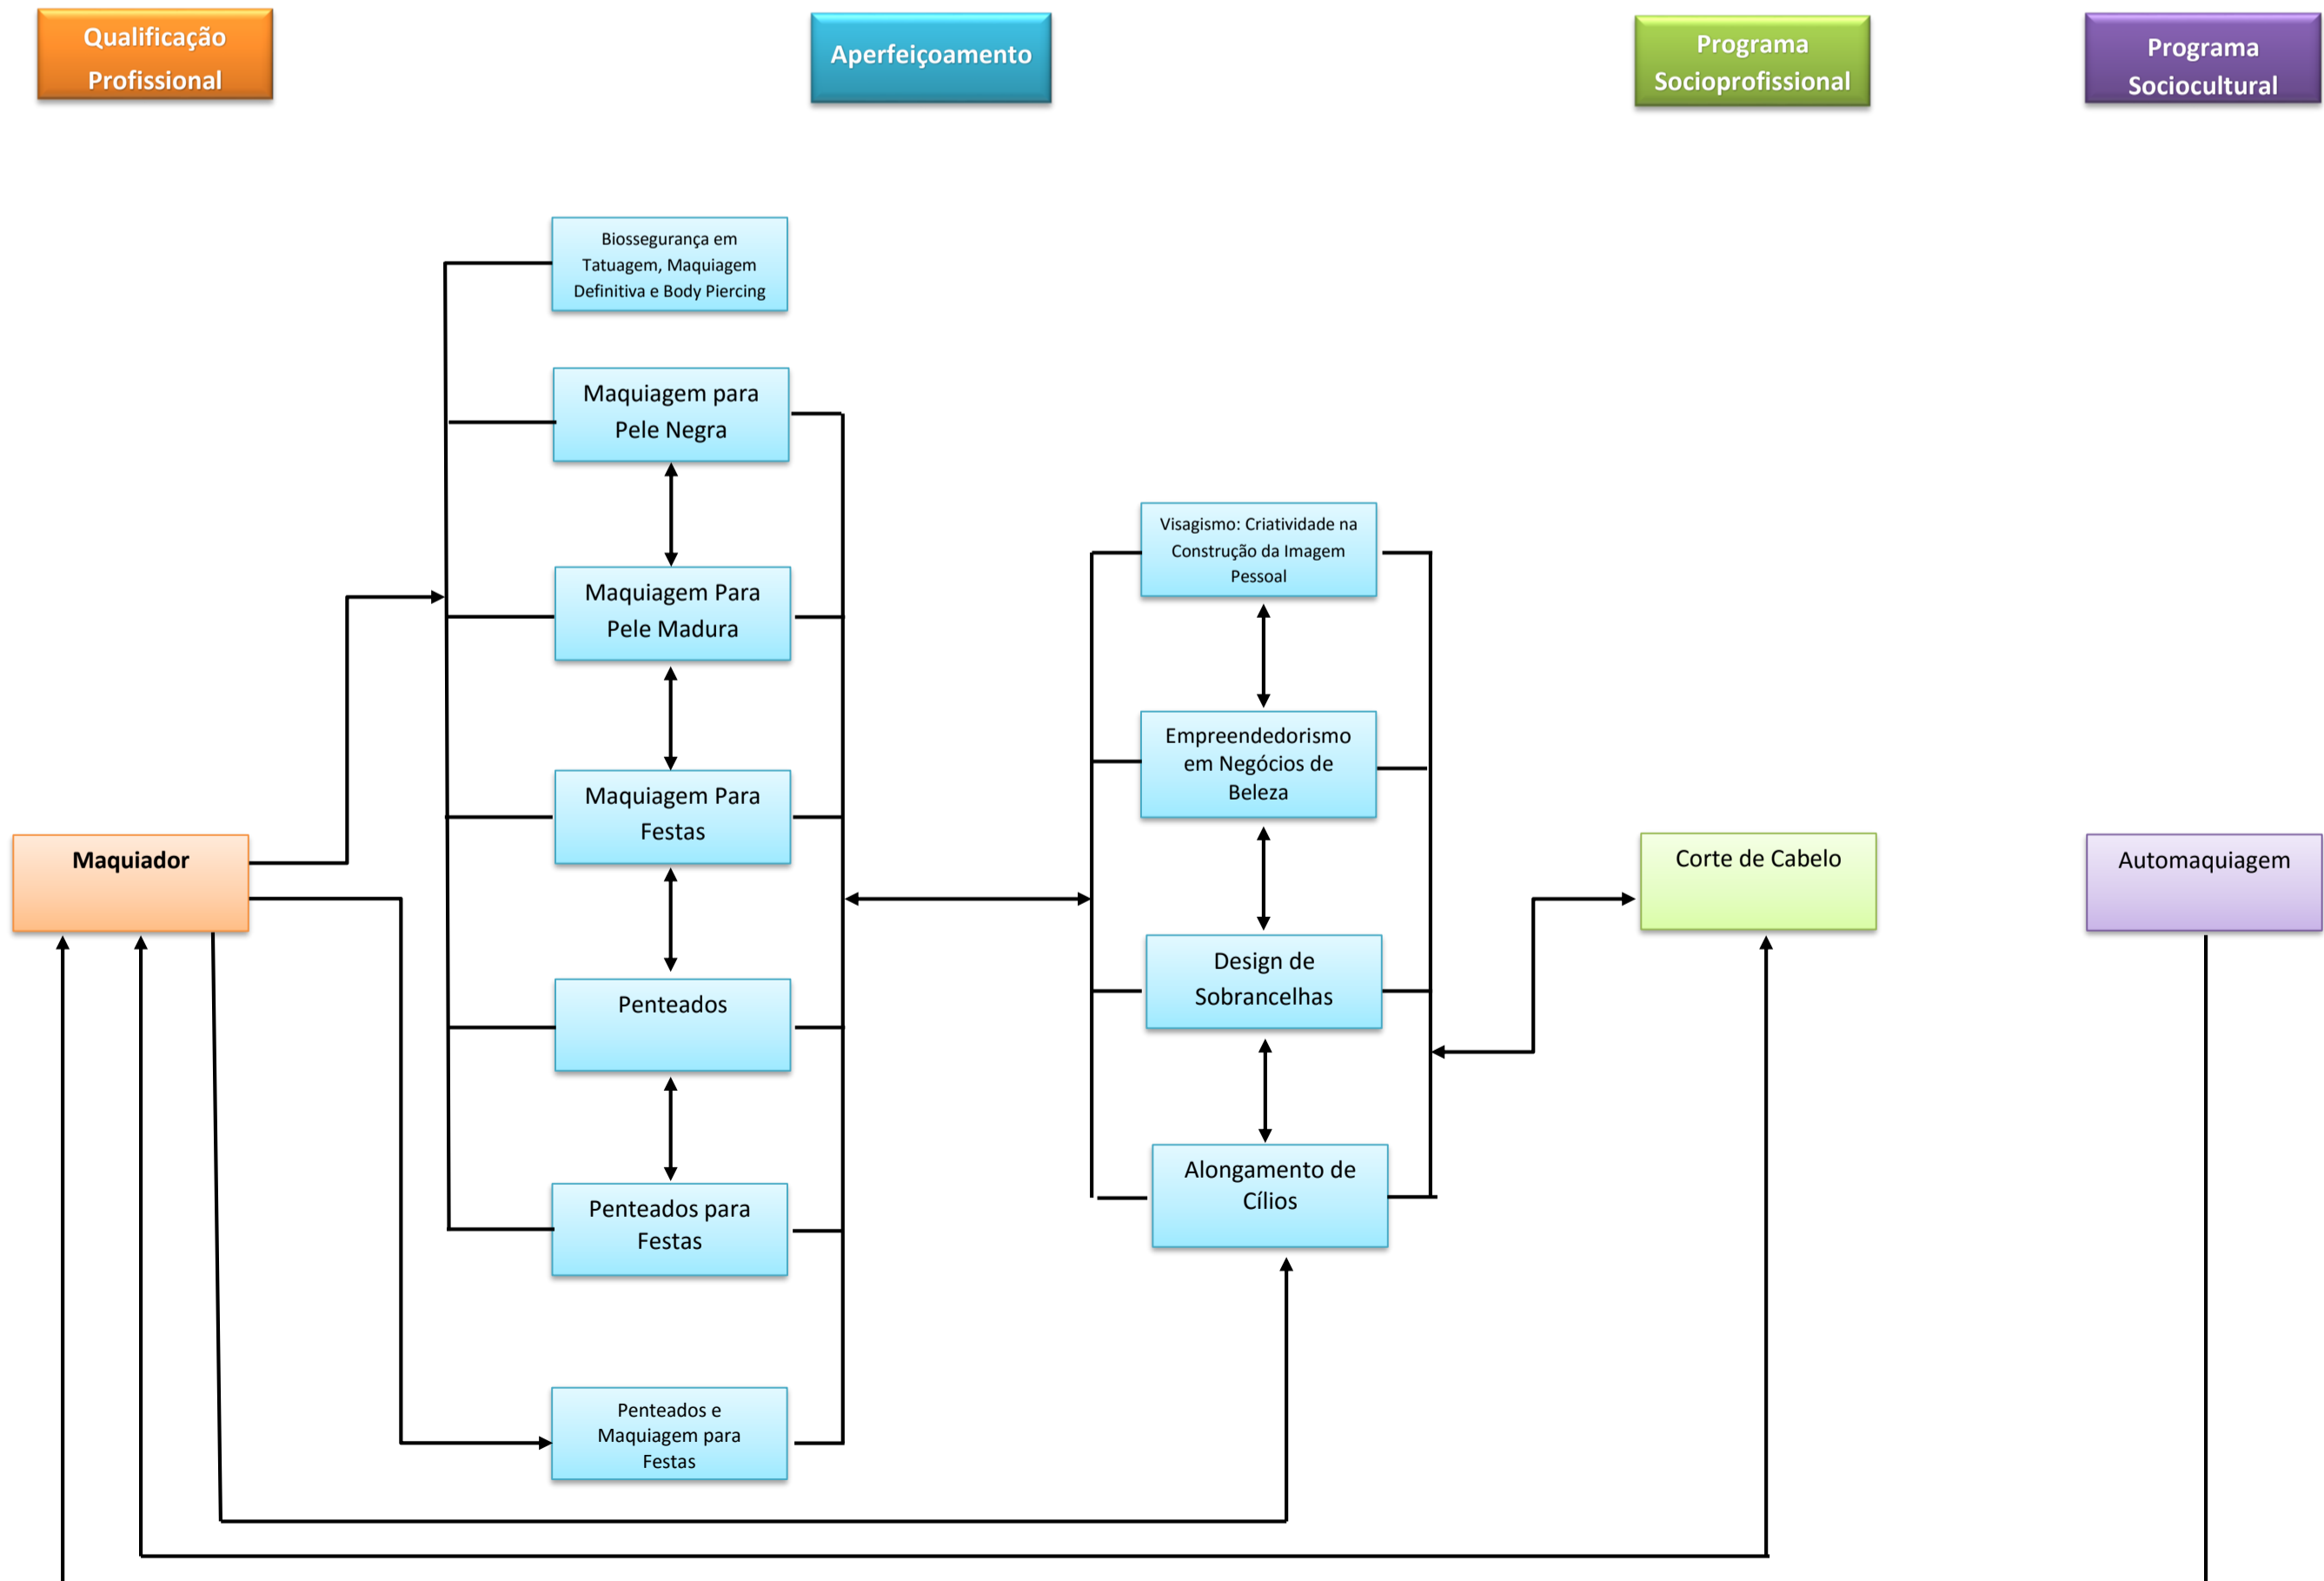 Qualificação
Profissional
Aperfeiçoamento
Programa
Socioprofissional
Programa
Sociocultural
Biossegurança em
Tatuagem, Maquiagem
Definitiva e Body Piercing
Maquiagem para
Pele Negra
Maquiagem Para
Pele Madura
Maquiagem Para
Festas
Penteados
Penteados para
Festas
Penteados e
Maquiagem para
Festas
Visagismo: Criatividade na
Construção da Imagem
Pessoal
Empreendedorismo
em Negócios de
Beleza
Design de
Sobrancelhas
Alongamento de
Cílios
Maquiador
Corte de Cabelo
Automaquiagem